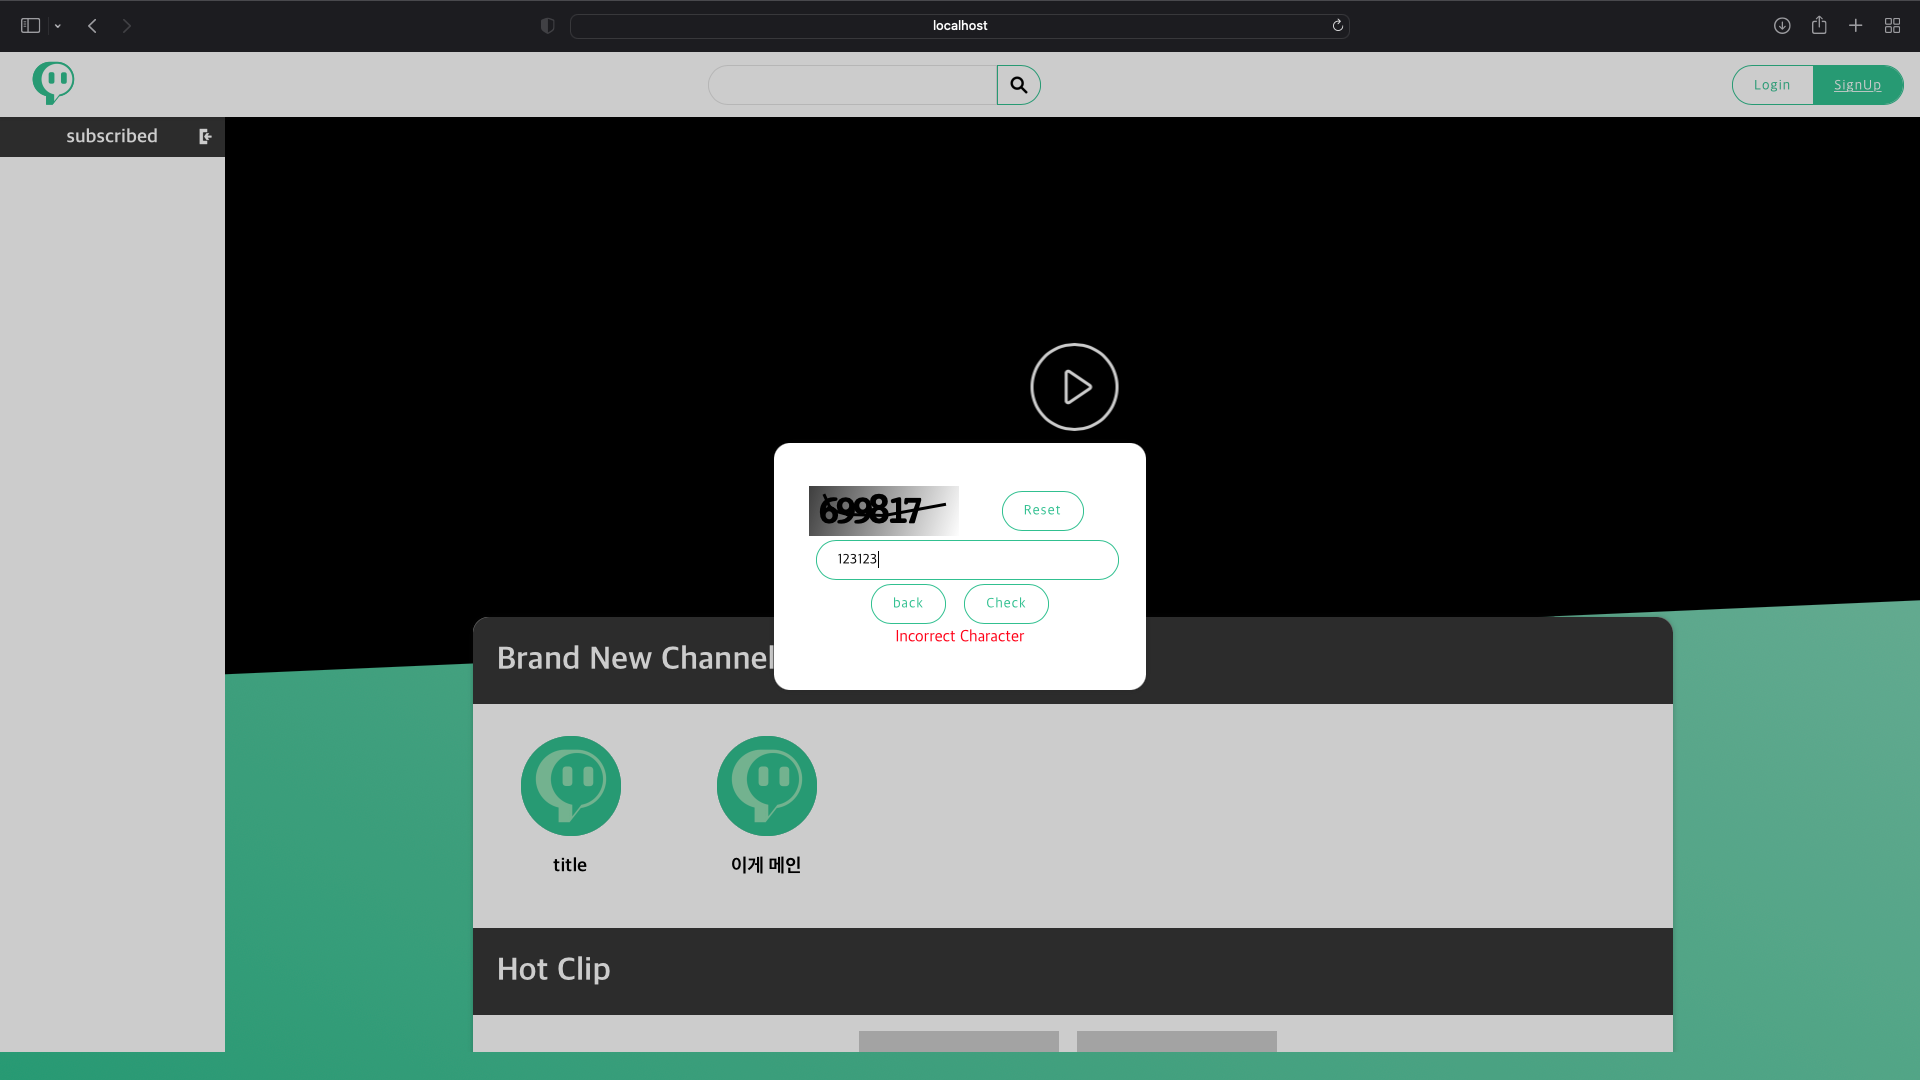 localhost
Login
SignUp
subscribed
699817
Reset
123123
back
Check
Incorrect Character
Brand New Channel
title
이게 메인
Hot Clip